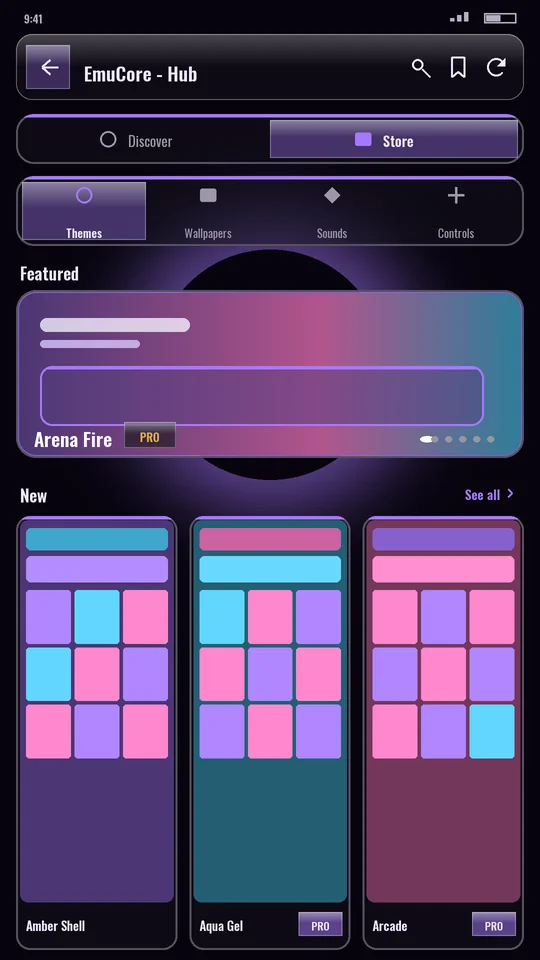 9:41
EmuCore - Hub
Discover
Store
Themes
Wallpapers
Sounds
Controls
Featured
Arena Fire
PRO
New
See all
Amber Shell
Aqua Gel
PRO
Arcade
PRO